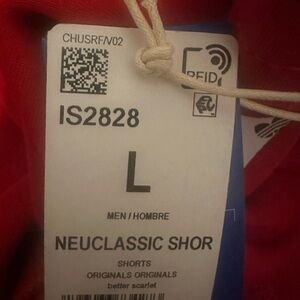 CHUSRF/V02
RFID
IS2828
L
MEN / HOMBRE
NEUCLASSIC SHOR
SHORTS
ORIGINALS ORIGINALS
better scarlet